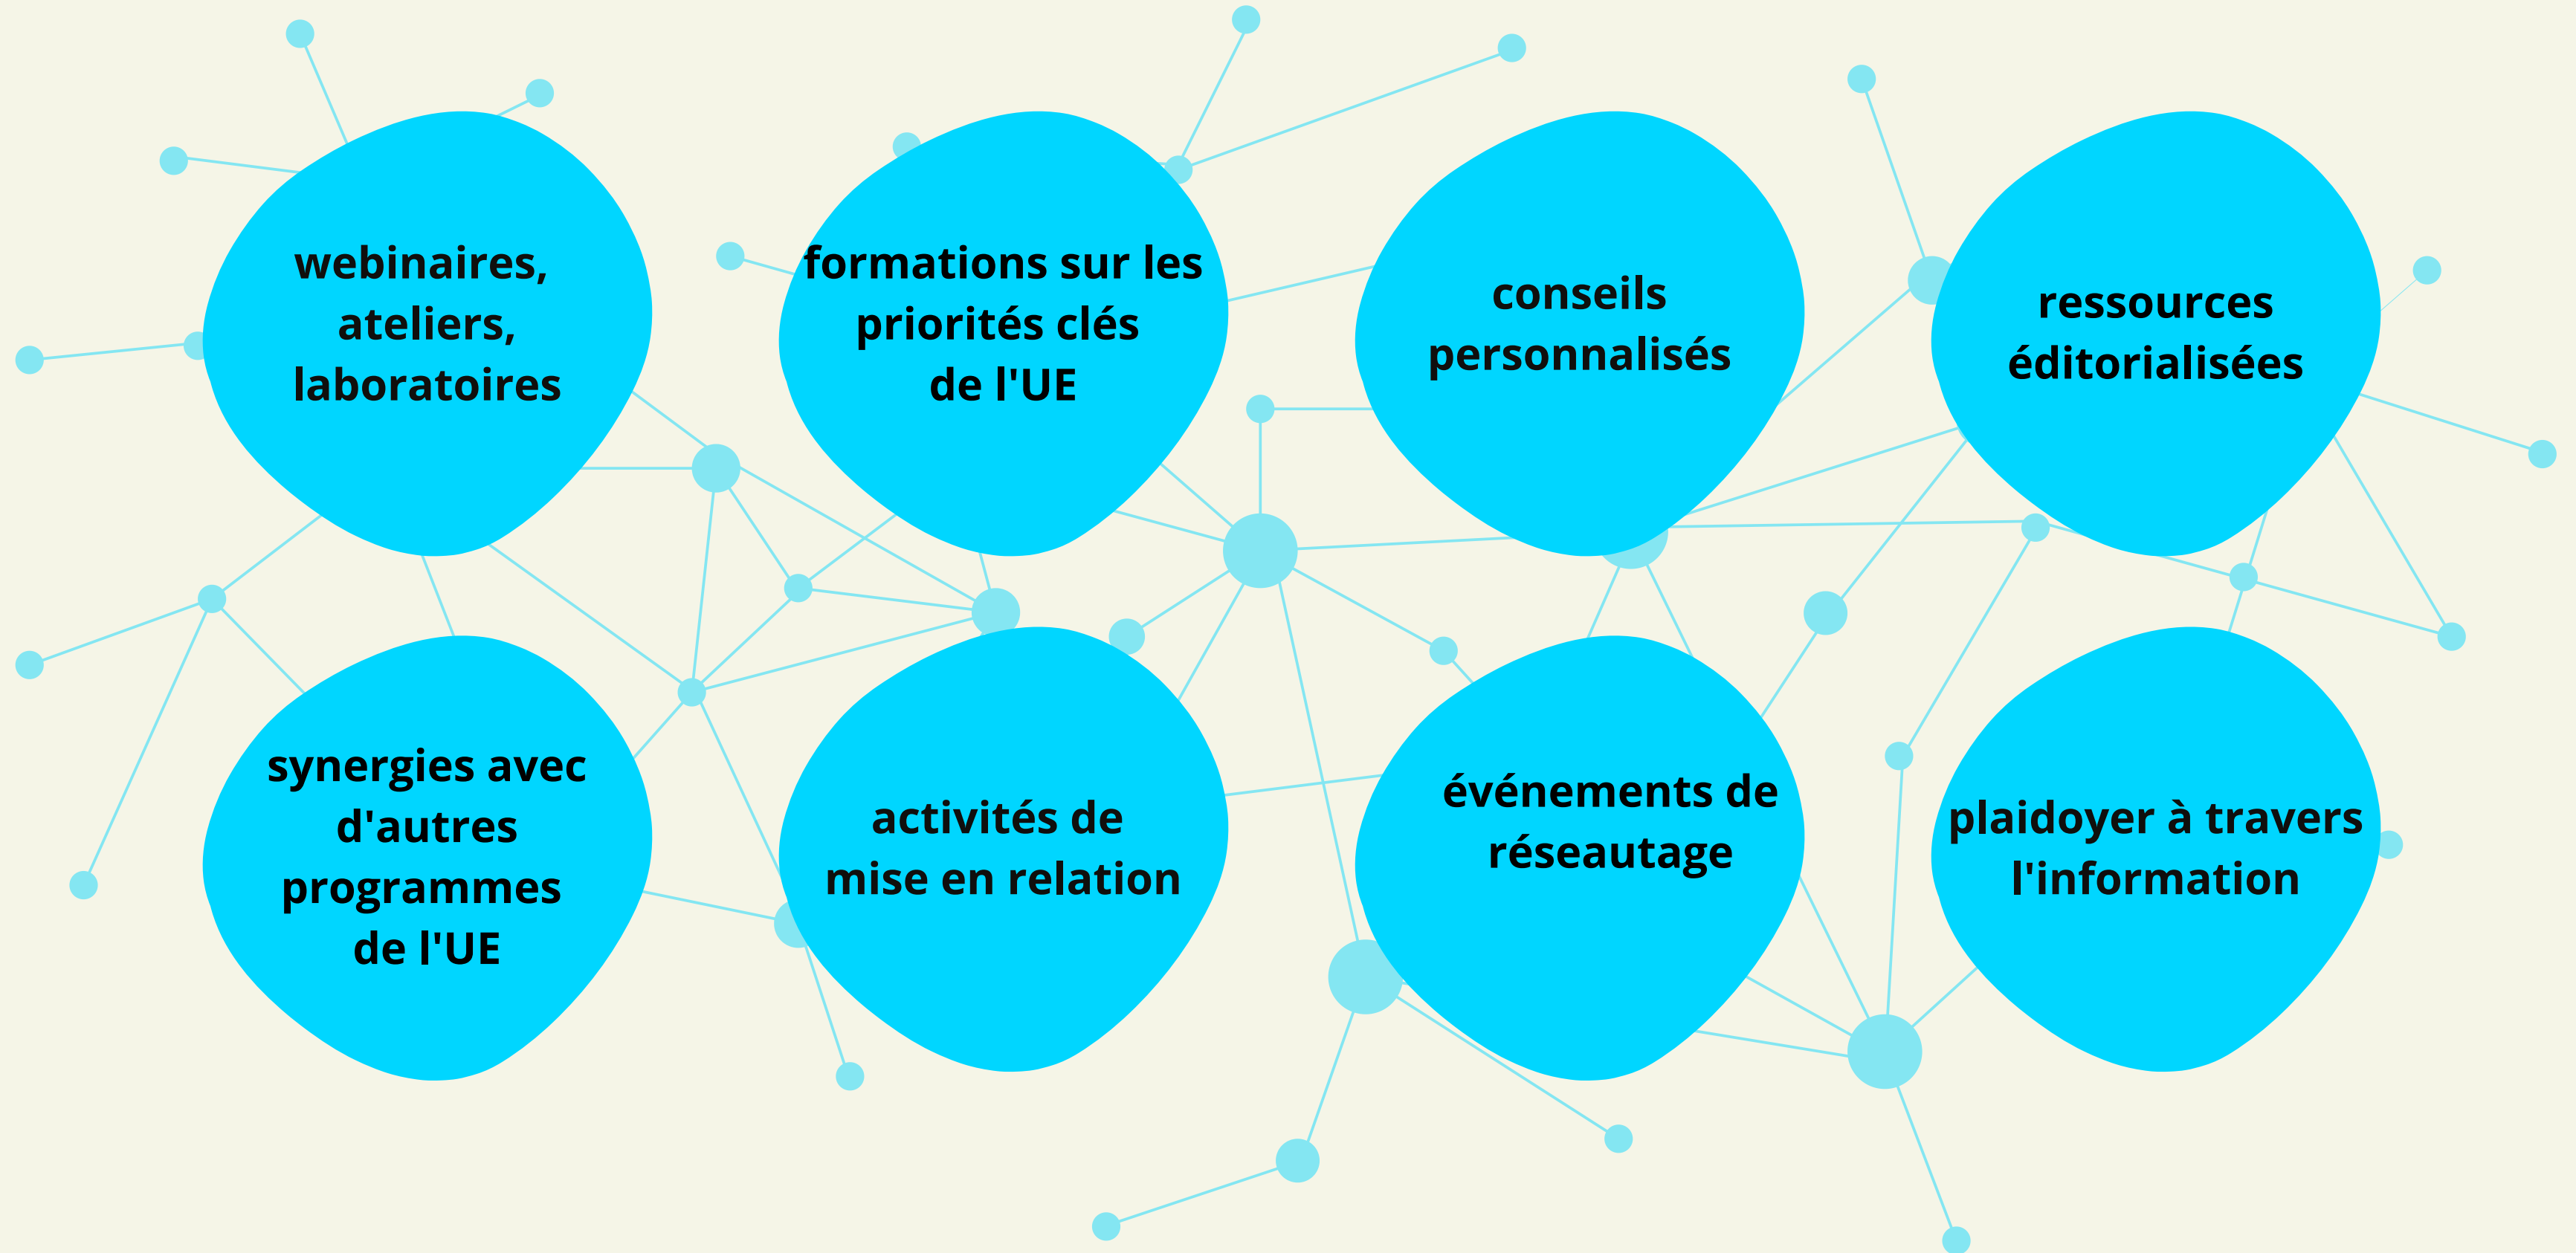 webinaires,
ateliers,
laboratoires
formations sur les
priorités clés
de l'UE
conseils
personnalisés
ressources
éditorialisées
synergies avec
d'autres
programmes
de l'UE
activités de
mise en relation
événements de
réseautage
plaidoyer à travers
l'information